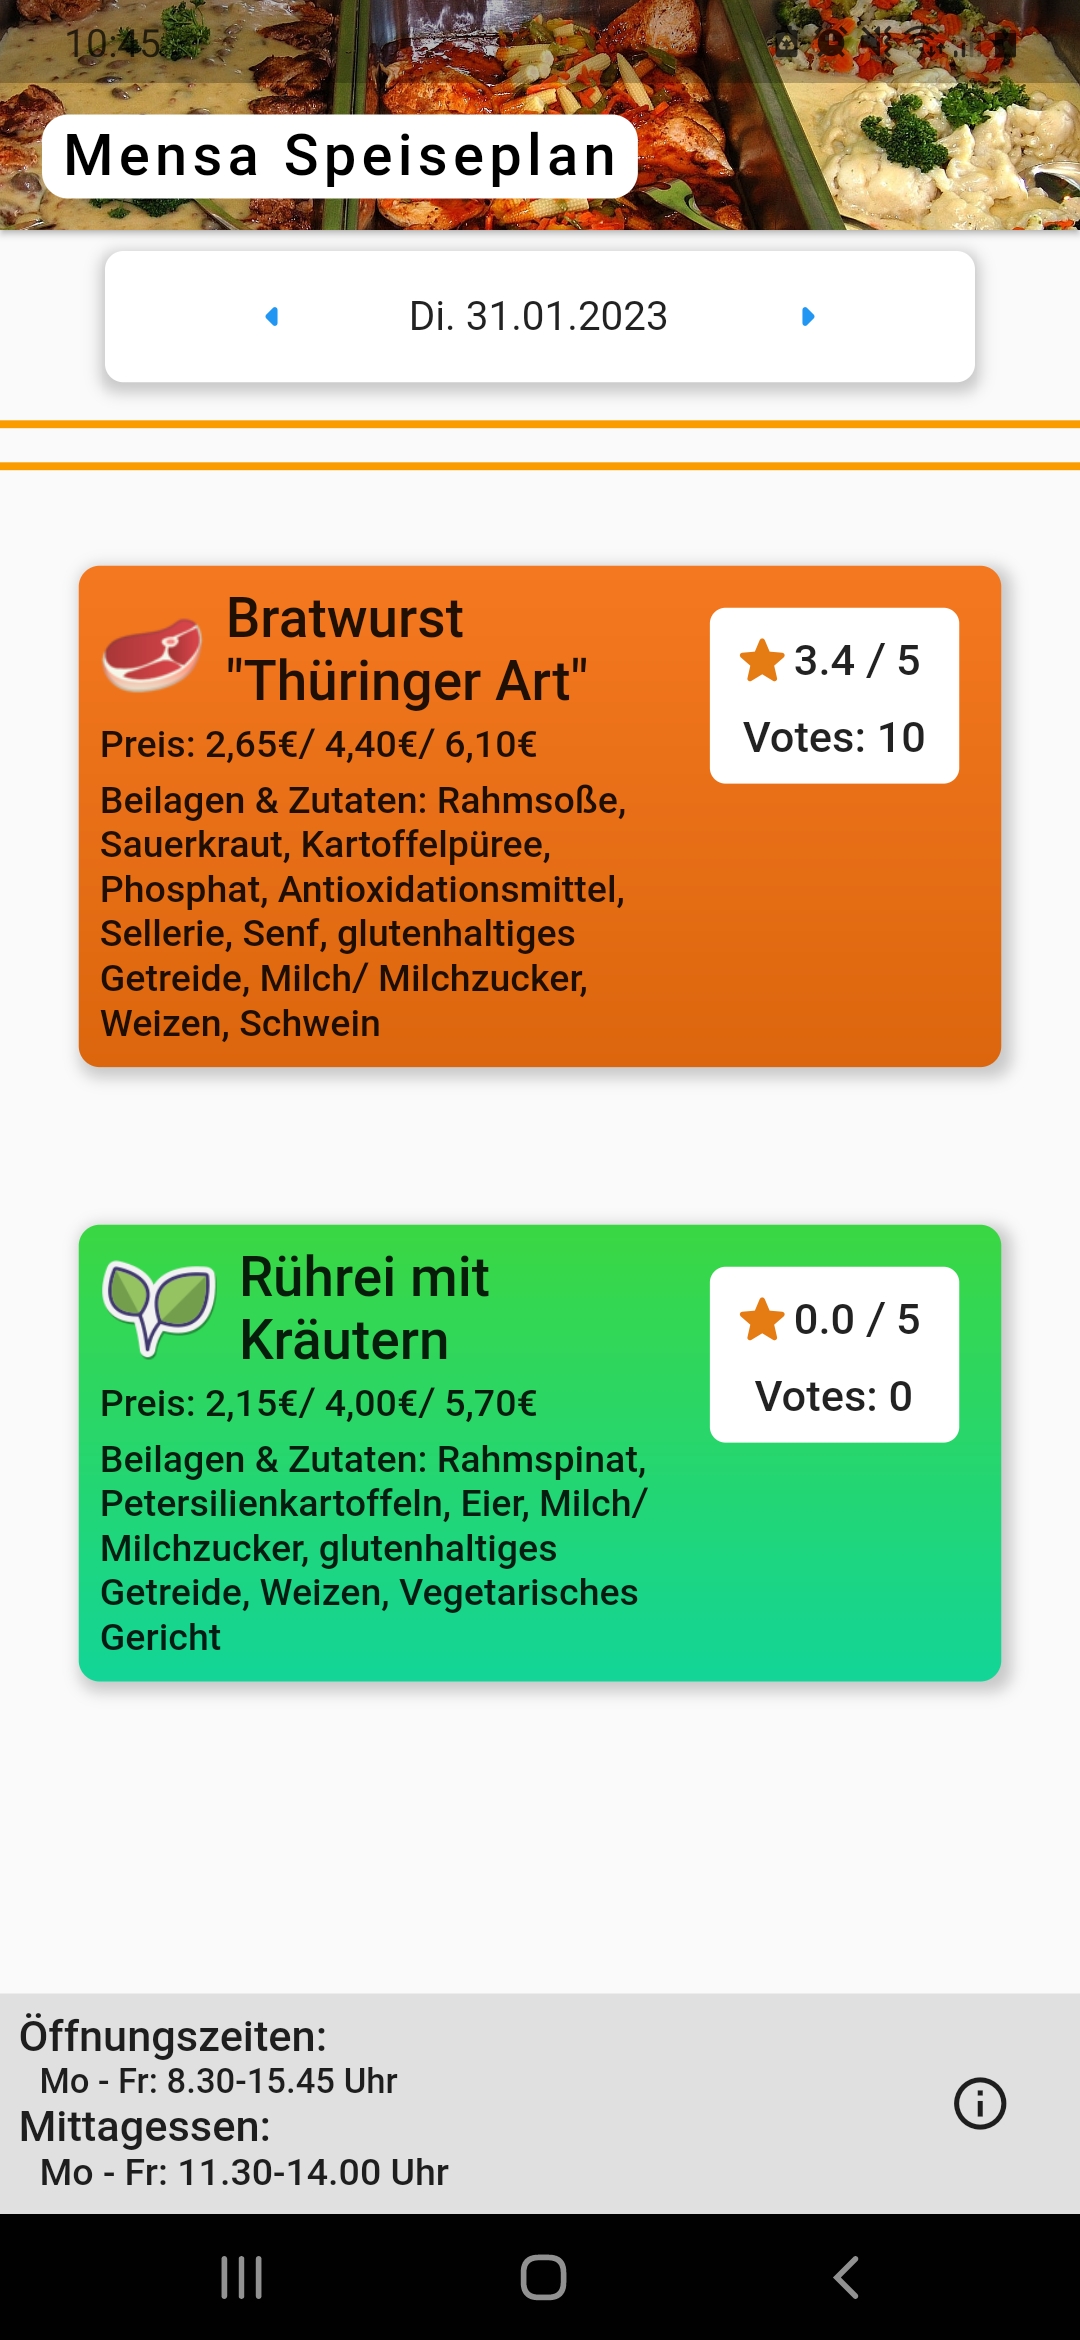 10:45
Mensa Speiseplan
Di. 31.01.2023
Bratwurst
"Thüringer Art"
3.4 / 5
Votes: 10
Preis: 2,65€/ 4,40€/ 6,10€
Beilagen & Zutaten: Rahmsoße,
Sauerkraut, Kartoffelpüree,
Phosphat, Antioxidationsmittel,
Sellerie, Senf, glutenhaltiges
Getreide, Milch/ Milchzucker,
Weizen, Schwein
Rührei mit
Kräutern
0.0 / 5
Votes: 0
Preis: 2,15€/ 4,00€/ 5,70€
Beilagen & Zutaten: Rahmspinat,
Petersilienkartoffeln, Eier, Milch/
Milchzucker, glutenhaltiges
Getreide, Weizen, Vegetarisches
Gericht
Öffnungszeiten:
Mo - Fr: 8.30-15.45 Uhr
Mittagessen:
Mo - Fr: 11.30-14.00 Uhr